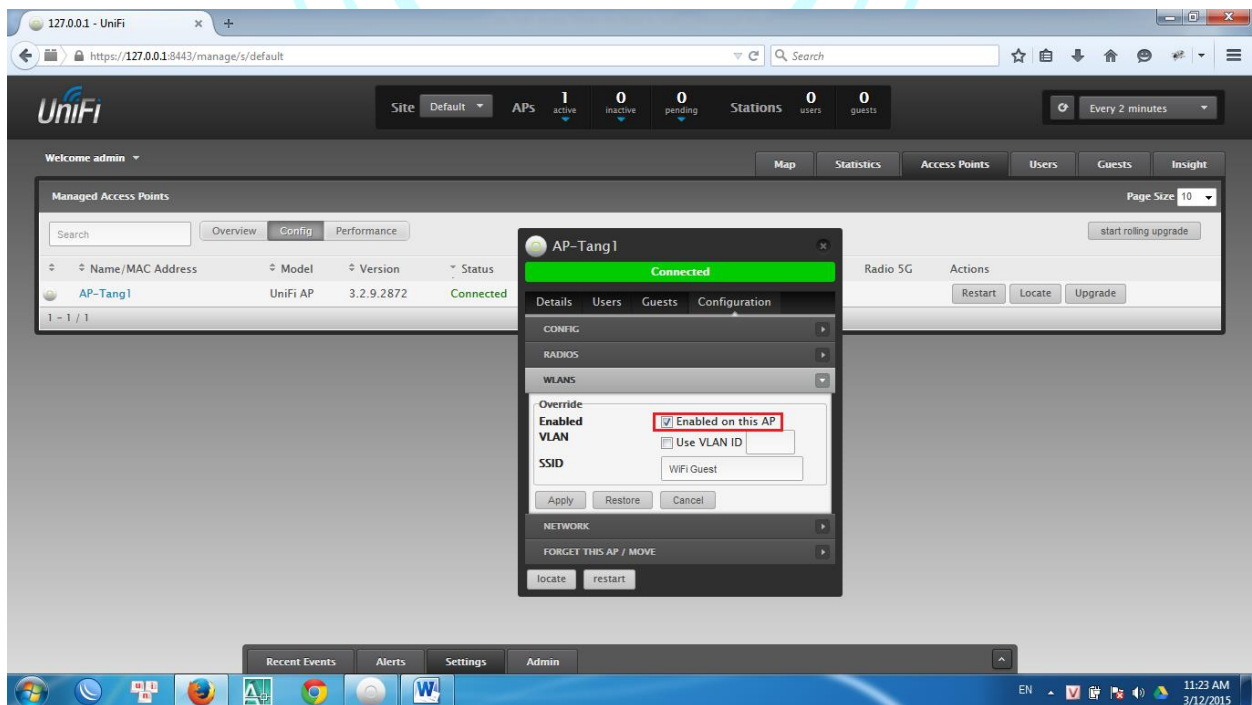 127.0.0.1 - UniFi
https://127.0.0.1:8443/manage/s/default
Search
UniFi
Site Default APs 1 active 0 inactive 0 pending Stations 0 users 0 guests
Every 2 minutes
Welcome admin
Map Statistics Access Points Users Guests Insight
Managed Access Points
Page Size 10
Search
Overview Config Performance
start rolling upgrade
Name/MAC Address Model Version Status
Radio 5G Actions
AP-Tang1 UniFi AP 3.2.9.2872 Connected
Restart Locate Upgrade
1 - 1 / 1
AP-Tang1
Connected
Details Users Guests Configuration
CONFIG
RADIOS
WLANS
Override
Enabled Enabled on this AP
VLAN Use VLAN ID
SSID WiFi Guest
Apply Restore Cancel
NETWORK
FORGET THIS AP / MOVE
locate restart
Recent Events Alerts Settings Admin
EN
11:23 AM
3/12/2015